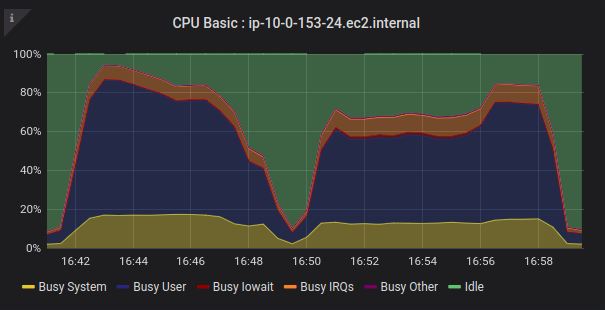 i
CPU Basic : ip-10-0-153-24.ec2.internal
100%
80%
60%
40%
20%
0%
16:42 16:44 16:46 16:48 16:50 16:52 16:54 16:56 16:58
Busy System Busy User Busy Iowait Busy IRQs Busy Other Idle